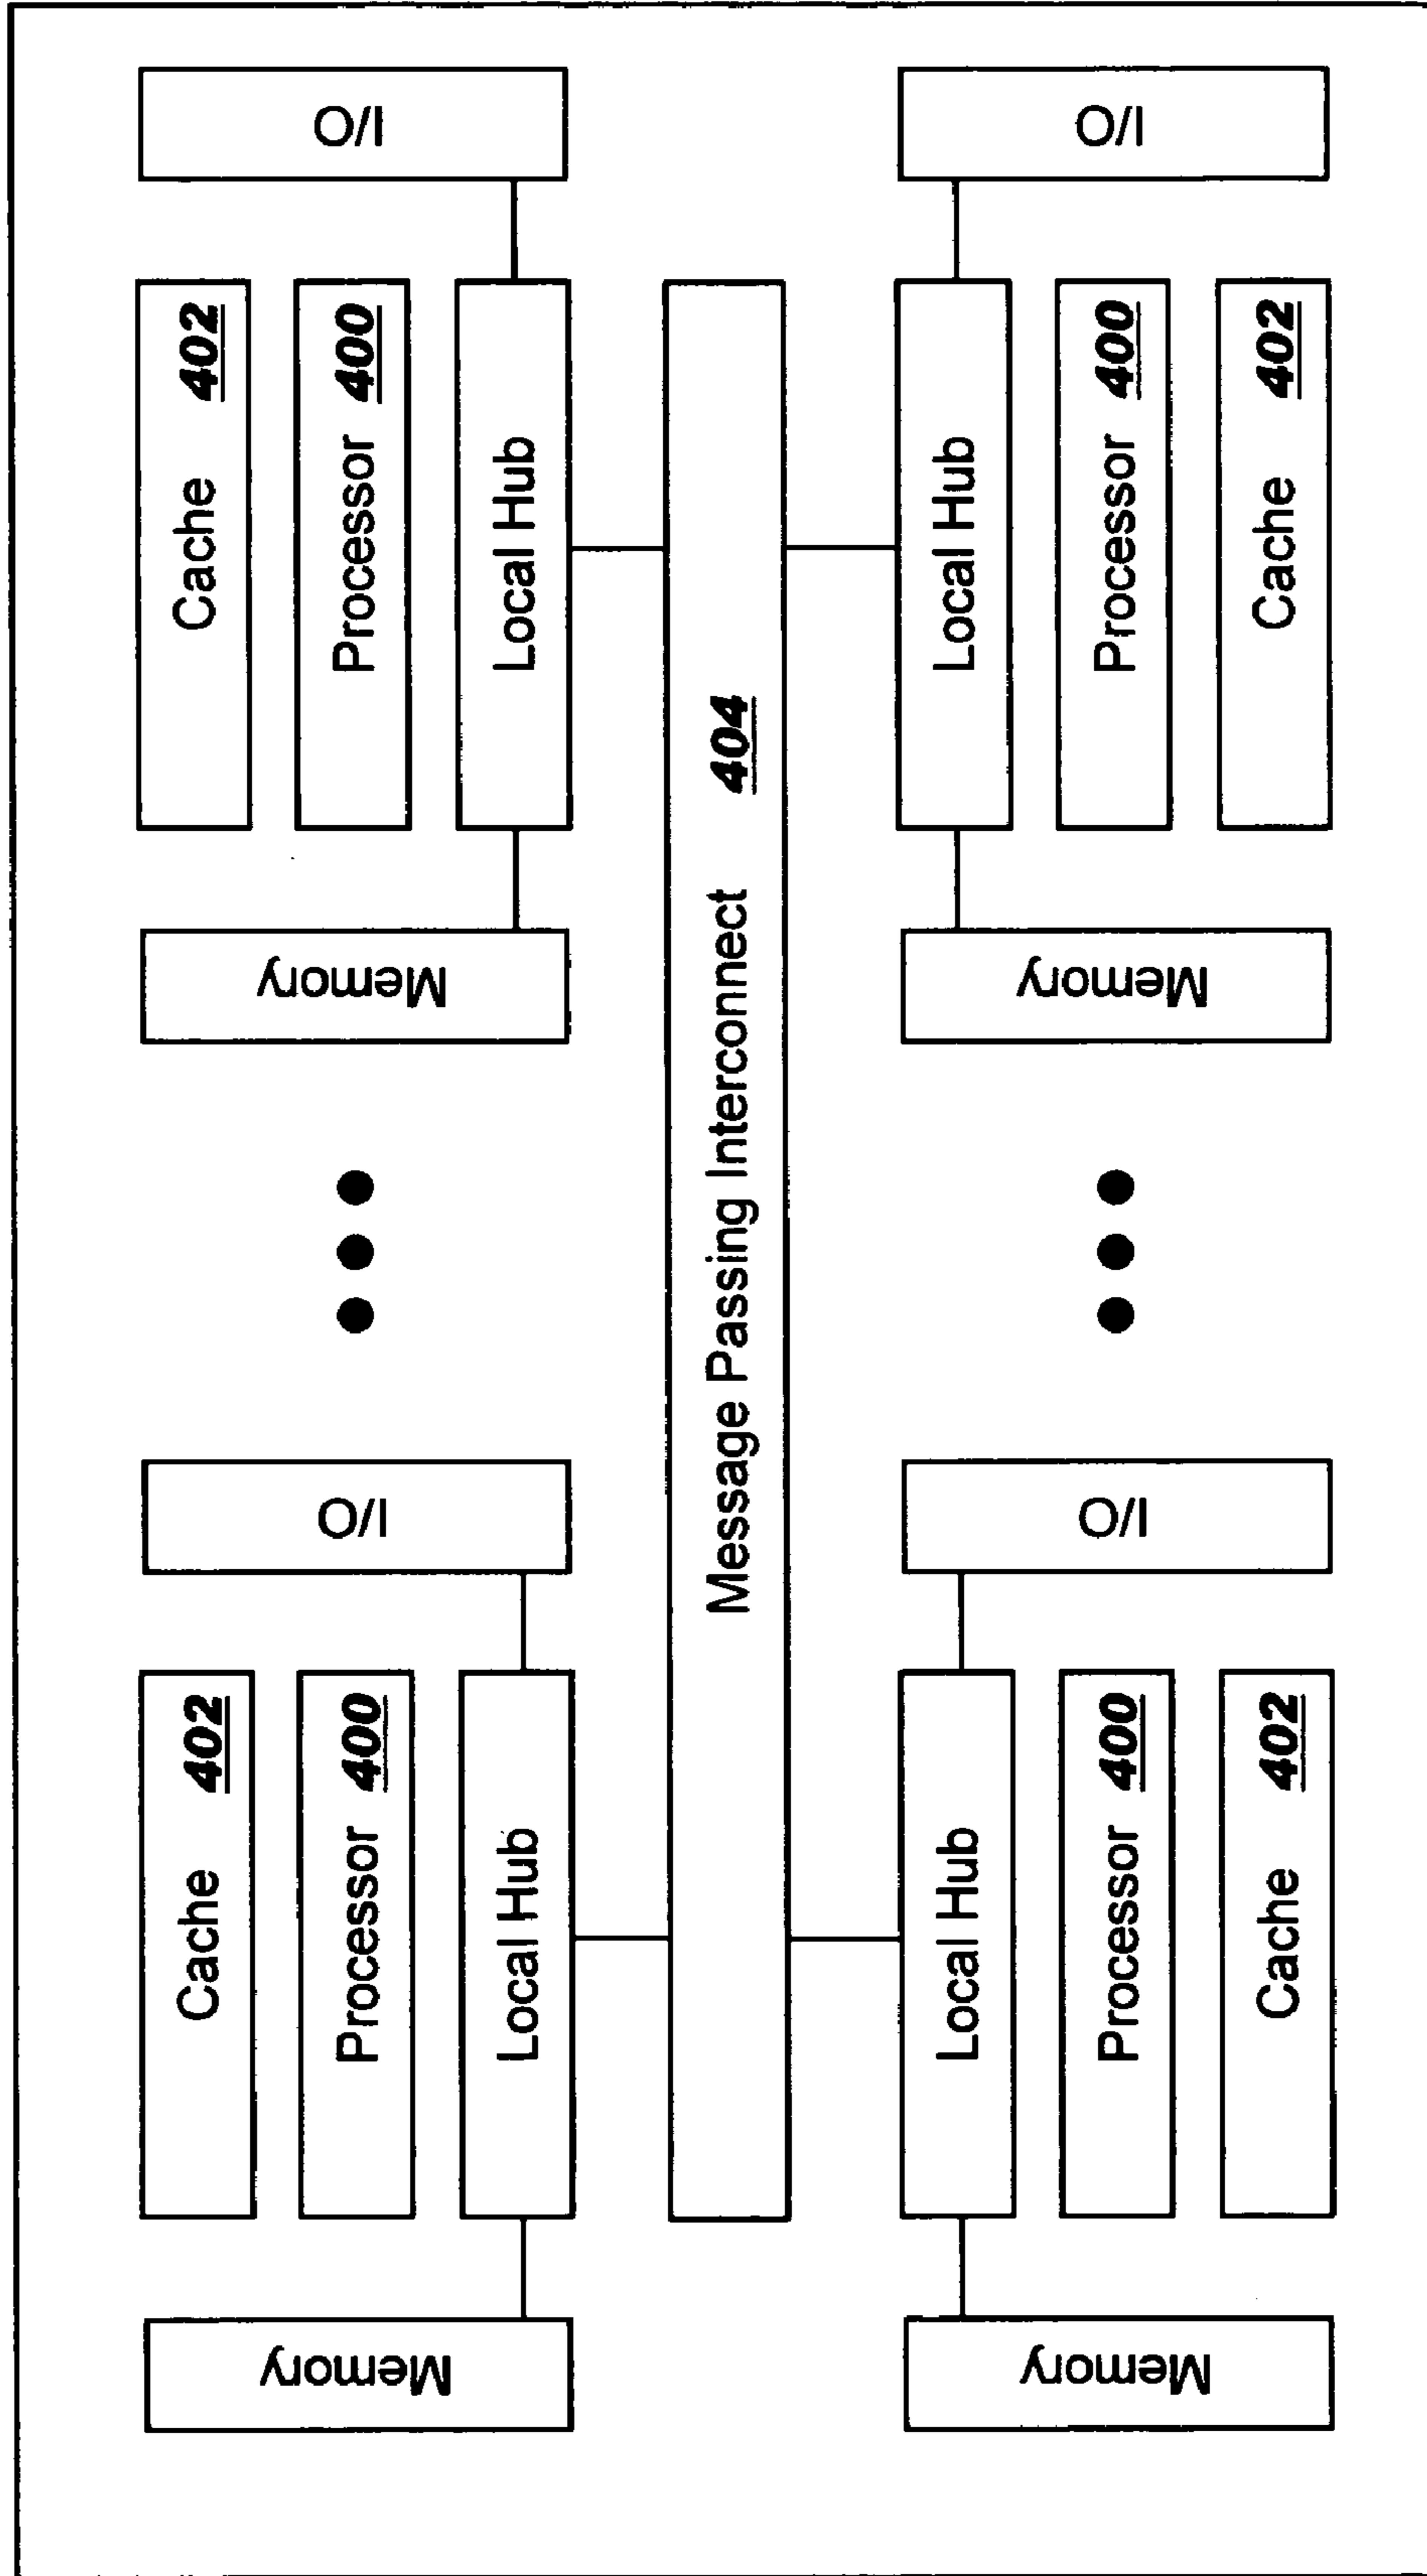 Memory
Cache 402
Processor 400
Local Hub
I/O
Memory
Cache 402
Processor 400
Local Hub
I/O
Message Passing Interconnect 404
Memory
Local Hub
Processor 400
Cache 402
I/O
Memory
Local Hub
Processor 400
Cache 402
I/O